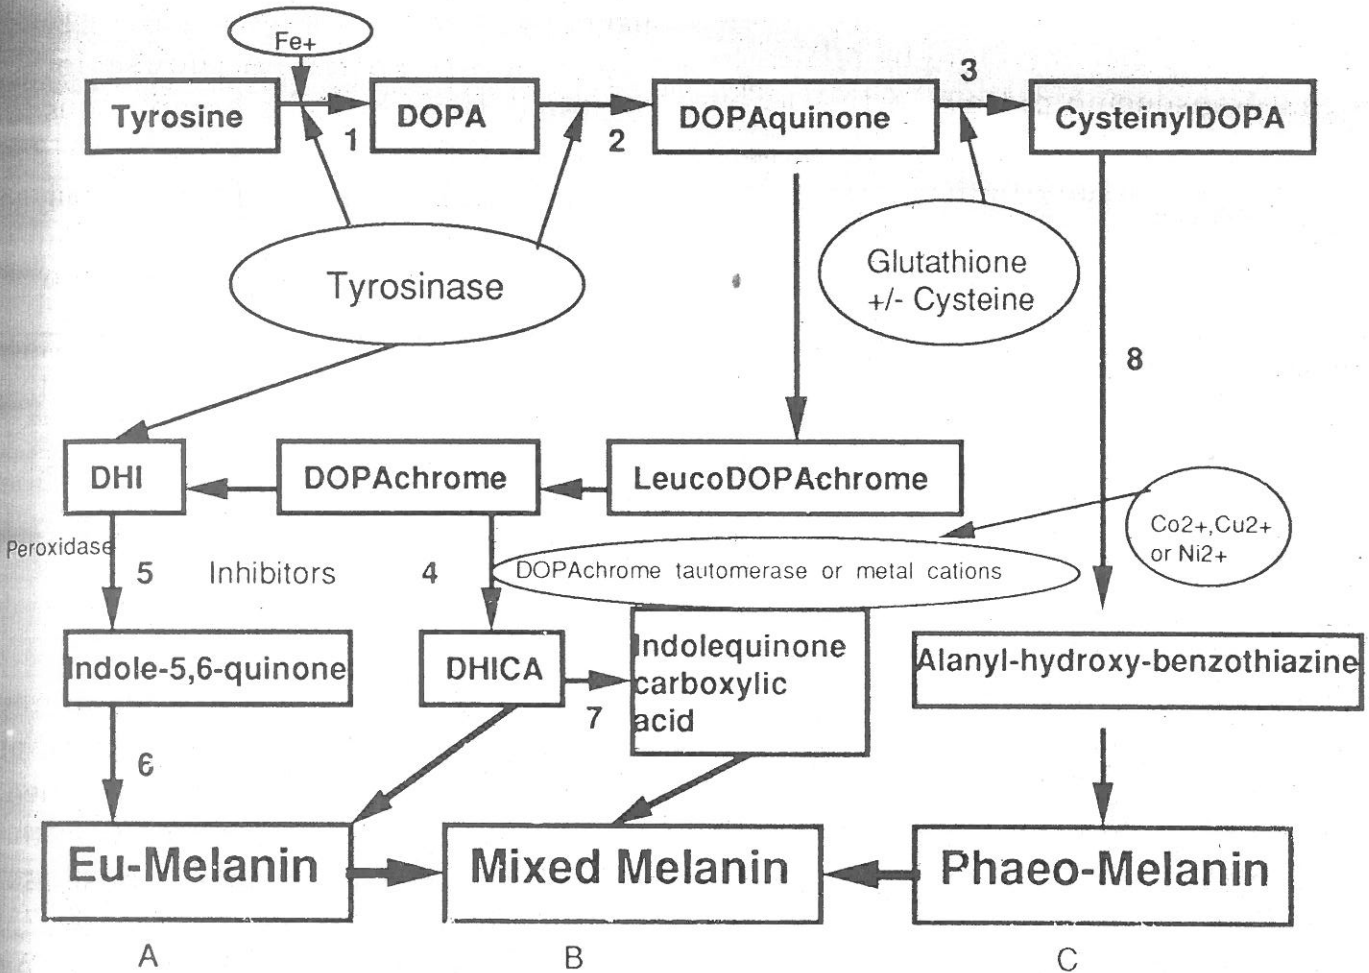 Fe+
3
Tyrosine
DOPA
DOPAquinone
CysteinylDOPA
1
2
Tyrosinase
Glutathione
+/- Cysteine
8
DHI
DOPAchrome
LeucoDOPAchrome
Co2+,Cu2+
or Ni2+
Peroxidase
5
Inhibitors
4
DOPAchrome tautomerase or metal cations
Indole-5,6-quinone
DHICA
Indolequinone
carboxylic
acid
Alanyl-hydroxy-benzothiazine
7
6
Eu-Melanin
Mixed Melanin
Phaeo-Melanin
A
B
C